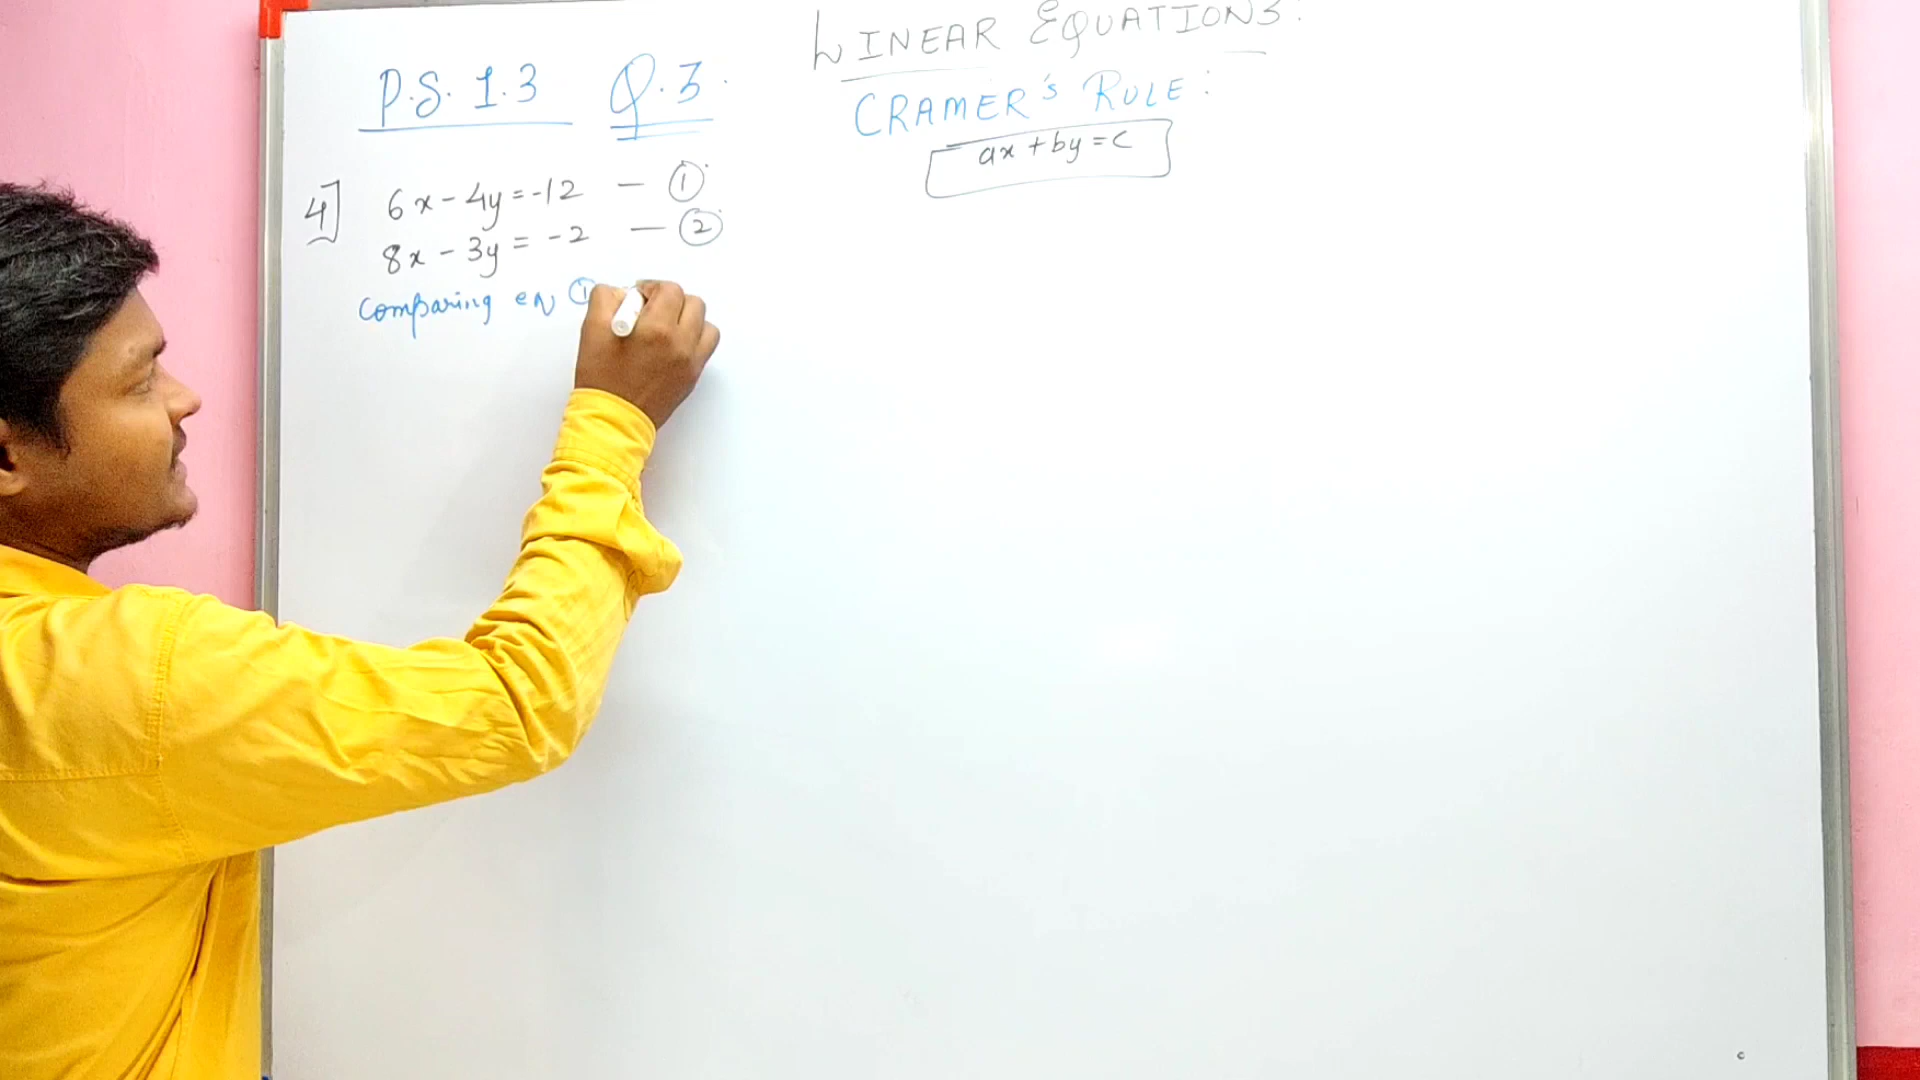 LINEAR EQUATIONS:
CRAMER'S RULE:
ax + by = c
P.S. 1.3 Q.3.
4] 6x - 4y = -12 — ①
8x - 3y = -2 — ②
Comparing eq ①